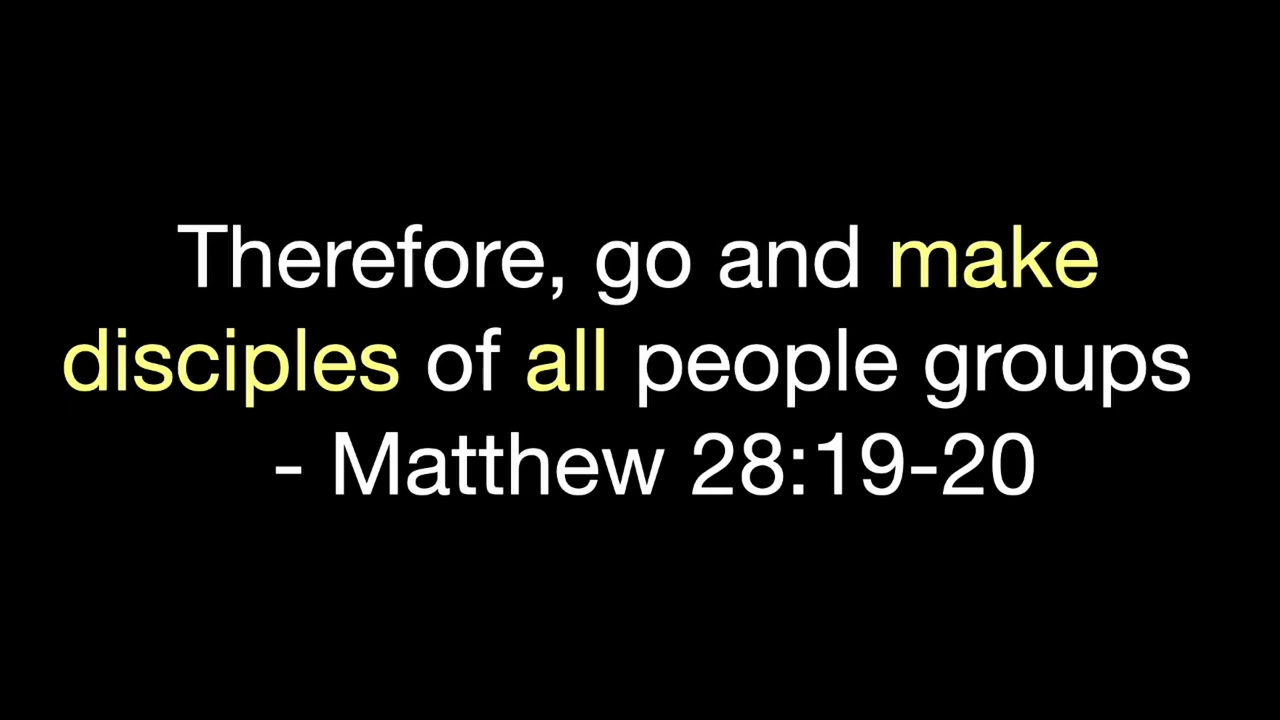 Therefore, go and make
disciples of all people groups
- Matthew 28:19-20